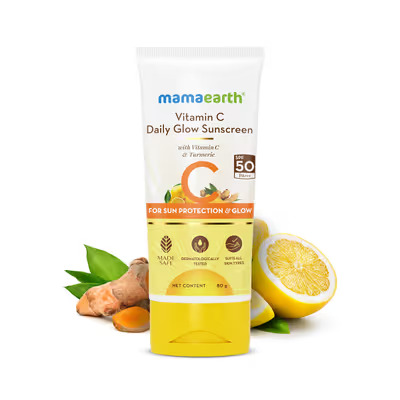 mamaearth®
Vitamin C
Daily Glow Sunscreen
with Vitamin C
& Turmeric
SPF
50
PA+++
C
FOR SUN PROTECTION & GLOW
MADE
SAFE
DERMATOLOGICALLY
TESTED
SUITS ALL
SKIN TYPES
NET CONTENT
80 g